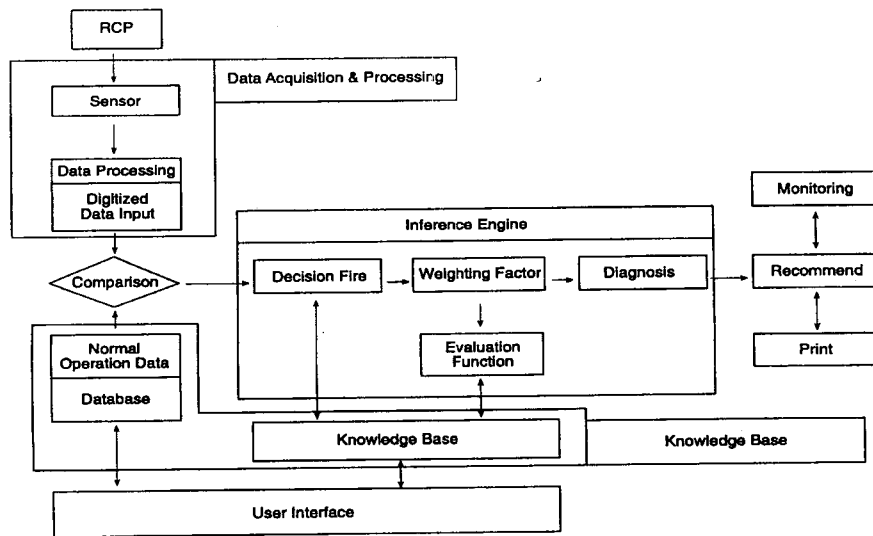 RCP
Data Acquisition & Processing
Sensor
Data Processing
Digitized
Data Input
Monitoring
Inference Engine
Comparison
Decision Fire
Weighting Factor
Diagnosis
Recommend
Normal
Operation Data
Evaluation
Function
Print
Database
Knowledge Base
Knowledge Base
User Interface